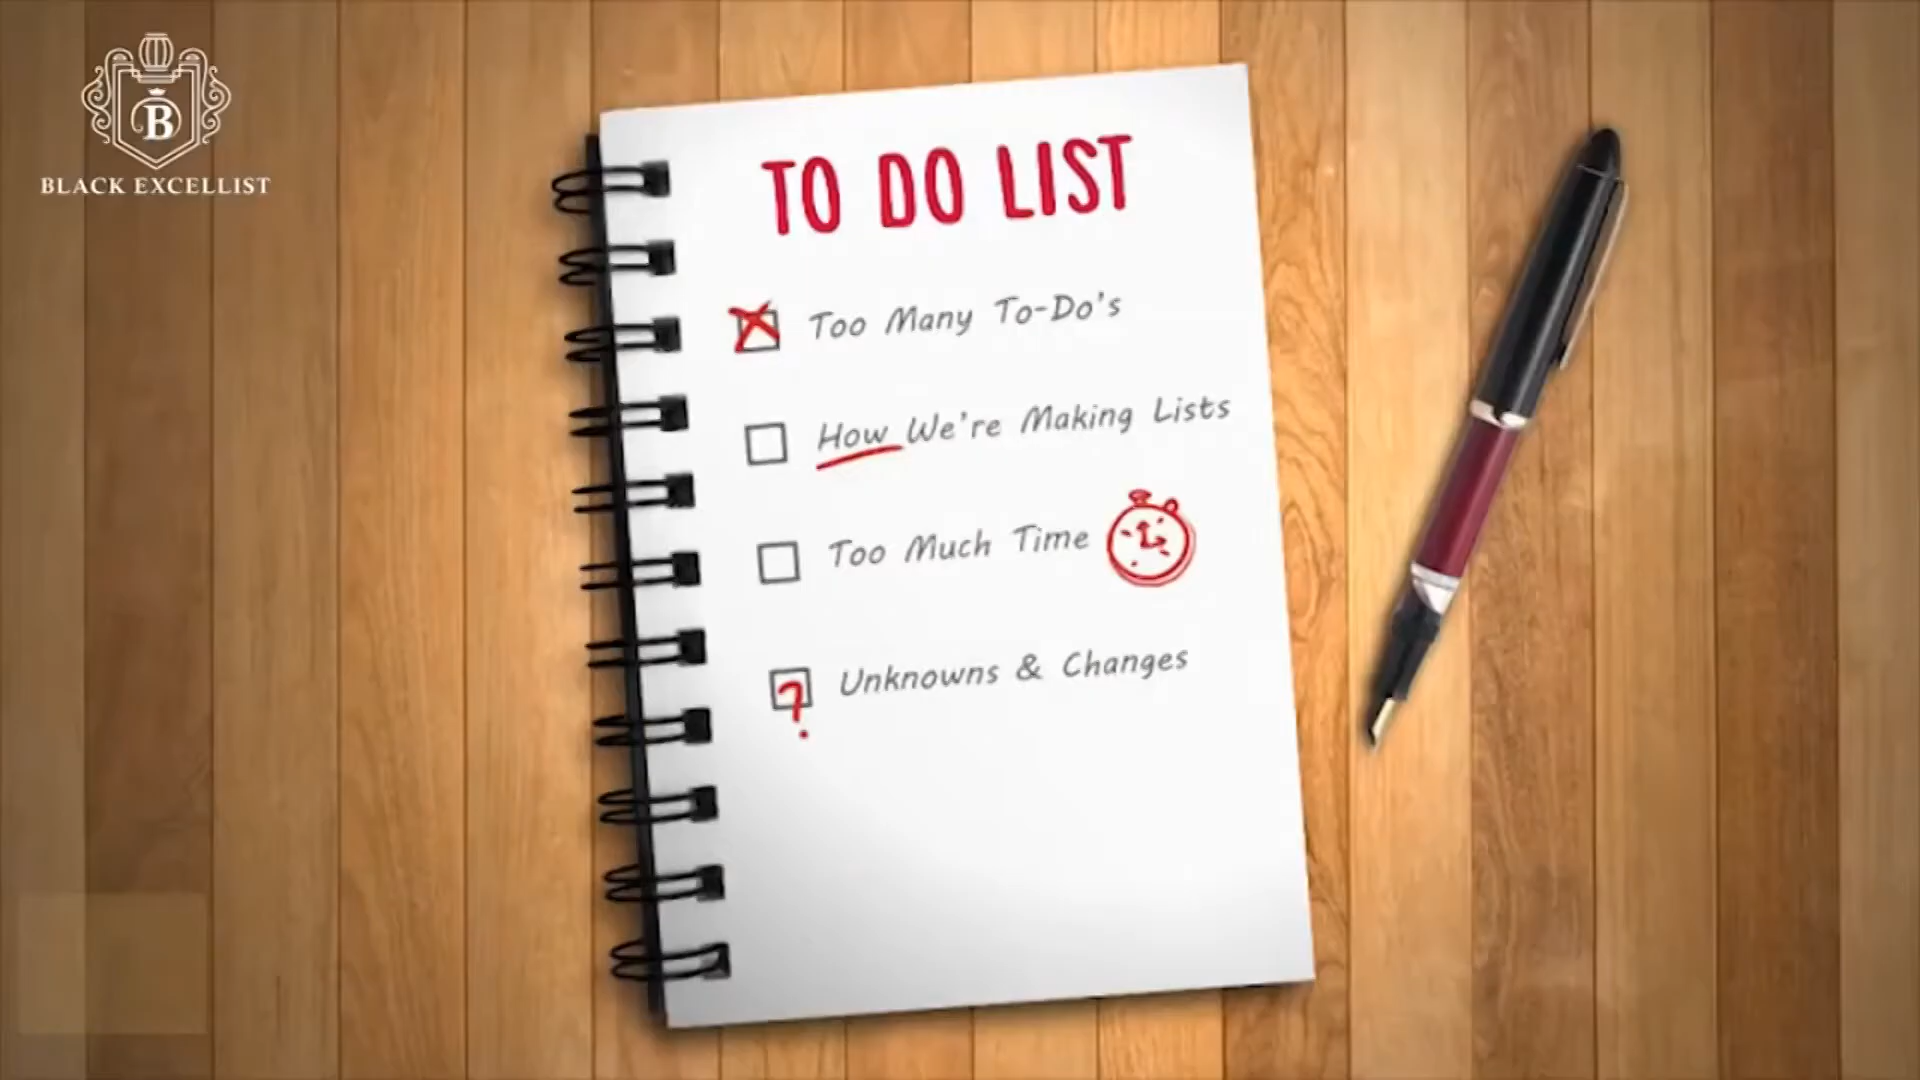 B
BLACK EXCELLIST
TO DO LIST
Too Many To-Do's
How We're Making Lists
Too Much Time
?
Unknowns & Changes